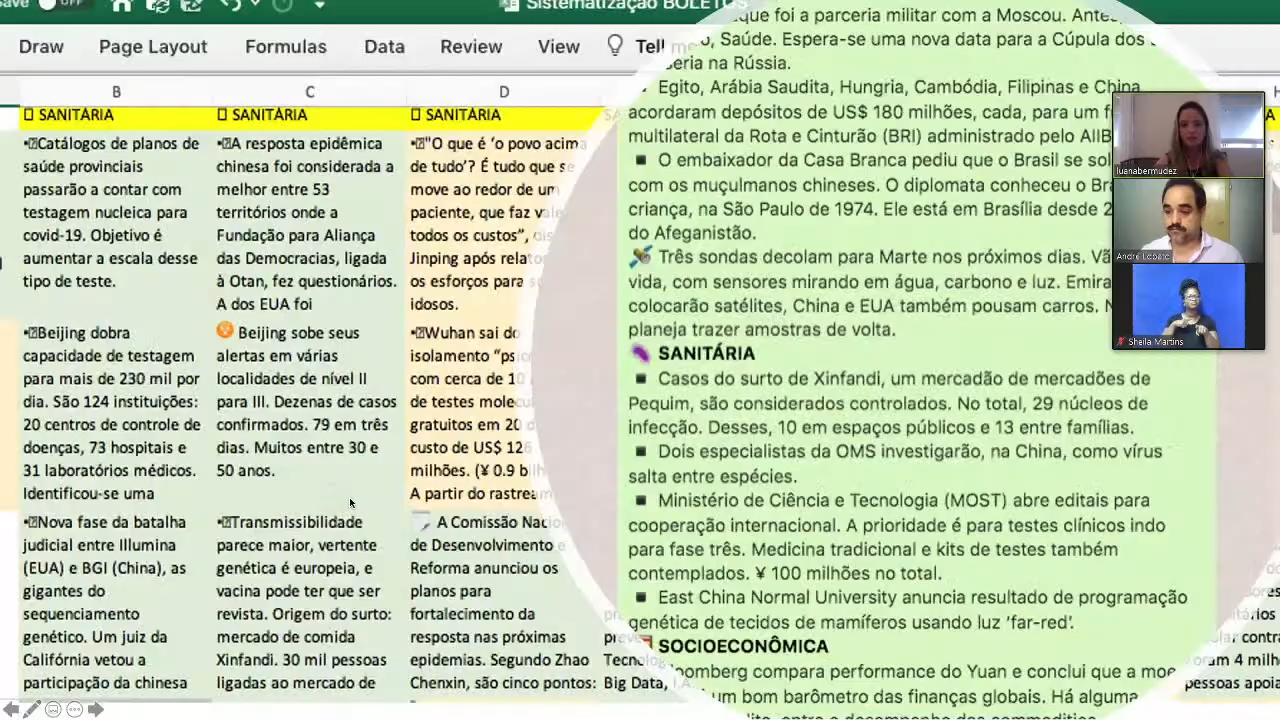 Save OFF
Sistematização BOLETOS
Draw Page Layout Formulas Data Review View Tell me
B C D
SANITÁRIA
•Catálogos de planos de
saúde provinciais
passarão a contar com
testagem nucleica para
covid-19. Objetivo é
aumentar a escala desse
tipo de teste.
•Beijing dobra
capacidade de testagem
para mais de 230 mil por
dia. São 124 instituições:
20 centros de controle de
doenças, 73 hospitais e
31 laboratórios médicos.
Identificou-se uma
•Nova fase da batalha
judicial entre Illumina
(EUA) e BGI (China), as
gigantes do
sequenciamento
genético. Um juiz da
Califórnia vetou a
participação da chinesa
SANITÁRIA
•A resposta epidêmica
chinesa foi considerada a
melhor entre 53
territórios onde a
Fundação para Aliança
das Democracias, ligada
à Otan, fez questionários.
A dos EUA foi
Beijing sobe seus
alertas em várias
localidades de nível II
para III. Dezenas de casos
confirmados. 79 em três
dias. Muitos entre 30 e
50 anos.
•Transmissibilidade
parece maior, vertente
genética é europeia, e
vacina pode ter que ser
revista. Origem do surto:
mercado de comida
Xinfandi. 30 mil pessoas
ligadas ao mercado de
SANITÁRIA
•"O que é ‘o povo acima
de tudo’? É tudo que se
move ao redor de um
paciente, que faz
todos os custos”,
Jinping após
os esforços para
idosos.
•Wuhan sai do
isolamento
com cerca de 10
de testes
gratuitos em 20
custo de US$ 126
milhões. (¥ 0.9
A partir do
A Comissão
de Desenvolvimento e
Reforma anunciou os
planos para
fortalecimento da
resposta nas próximas
epidemias. Segundo Zhao
Chenxin, são cinco pontos:
Big Data,
que foi a parceria militar com a Moscou.
Saúde. Espera-se uma nova data para a Cúpula dos
seria na Rússia.
Egito, Arábia Saudita, Hungria, Cambódia, Filipinas e China
acordaram depósitos de US$ 180 milhões, cada, para um
multilateral da Rota e Cinturão (BRI) administrado pelo AIIB
▪ O embaixador da Casa Branca pediu que o Brasil se
com os muçulmanos chineses. O diplomata conheceu o
criança, na São Paulo de 1974. Ele está em Brasília desde
do Afeganistão.
Três sondas decolam para Marte nos próximos dias.
vida, com sensores mirando em água, carbono e luz.
colocarão satélites, China e EUA também pousam carros.
planeja trazer amostras de volta.
SANITÁRIA
▪ Casos do surto de Xinfandi, um mercadão de mercadões de
Pequim, são considerados controlados. No total, 29 núcleos de
infecção. Desses, 10 em espaços públicos e 13 entre famílias.
▪ Dois especialistas da OMS investigarão, na China, como vírus
salta entre espécies.
▪ Ministério de Ciência e Tecnologia (MOST) abre editais para
cooperação internacional. A prioridade é para testes clínicos indo
para fase três. Medicina tradicional e kits de testes também
contemplados. ¥ 100 milhões no total.
▪ East China Normal University anuncia resultado de programação
genética de tecidos de mamíferos usando luz ‘far-red’.
SOCIOECONÔMICA
compara performance do Yuan e conclui que a
um bom barômetro das finanças globais. Há
luanabermudez
André Lobato
Sheila Martins